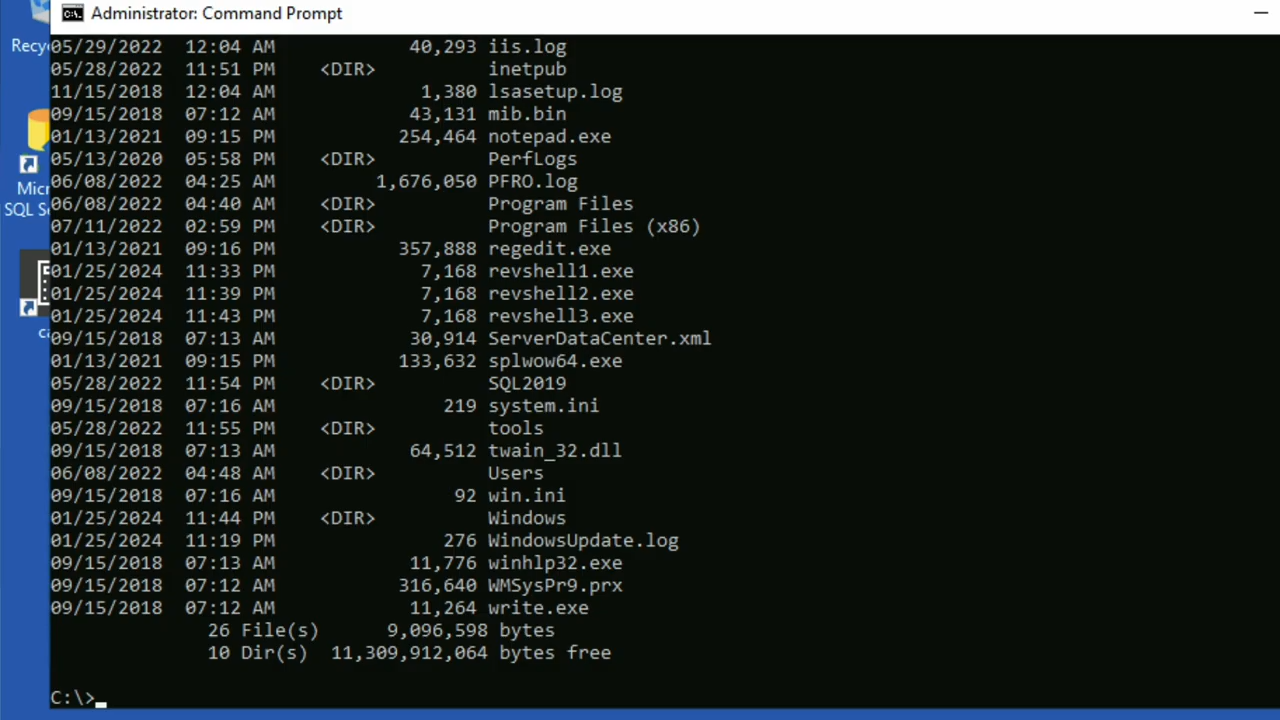 Administrator: Command Prompt
05/29/2022  12:04 AM            40,293 iis.log
05/28/2022  11:51 PM    <DIR>          inetpub
11/15/2018  12:04 AM             1,380 lsasetup.log
09/15/2018  07:12 AM            43,131 mib.bin
01/13/2021  09:15 PM           254,464 notepad.exe
05/13/2020  05:58 PM    <DIR>          PerfLogs
06/08/2022  04:25 AM         1,676,050 PFRO.log
06/08/2022  04:40 AM    <DIR>          Program Files
07/11/2022  02:59 PM    <DIR>          Program Files (x86)
01/13/2021  09:16 PM           357,888 regedit.exe
01/25/2024  11:33 PM             7,168 revshell1.exe
01/25/2024  11:39 PM             7,168 revshell2.exe
01/25/2024  11:43 PM             7,168 revshell3.exe
09/15/2018  07:13 AM            30,914 ServerDataCenter.xml
01/13/2021  09:15 PM           133,632 splwow64.exe
05/28/2022  11:54 PM    <DIR>          SQL2019
09/15/2018  07:16 AM               219 system.ini
05/28/2022  11:55 PM    <DIR>          tools
09/15/2018  07:13 AM            64,512 twain_32.dll
06/08/2022  04:48 AM    <DIR>          Users
09/15/2018  07:16 AM                92 win.ini
01/25/2024  11:44 PM    <DIR>          Windows
01/25/2024  11:19 PM               276 WindowsUpdate.log
09/15/2018  07:13 AM            11,776 winhlp32.exe
09/15/2018  07:12 AM           316,640 WMSysPr9.prx
09/15/2018  07:12 AM            11,264 write.exe
              26 File(s)      9,096,598 bytes
              10 Dir(s)  11,309,912,064 bytes free
C:\>
Recy
Micr
SQL S